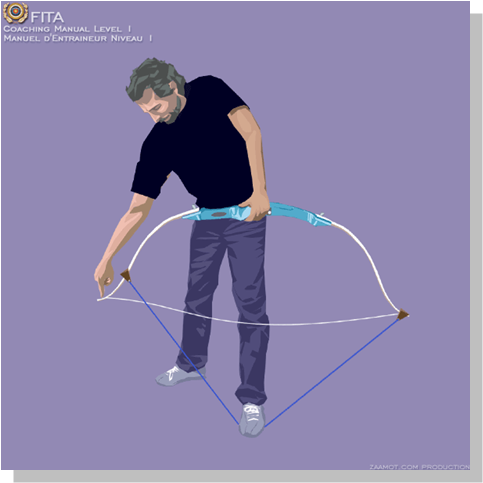 FITA
Coaching Manual Level 1
Manuel d'Entraineur Niveau 1
zaamot.com production